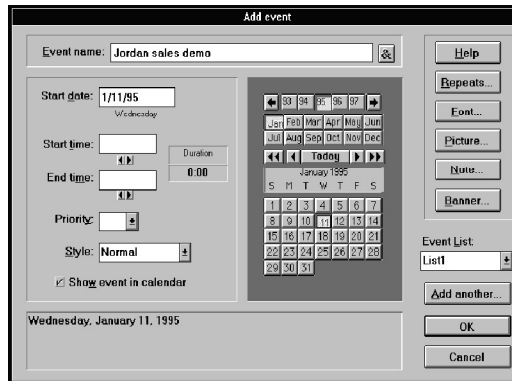 Add event
Event name: Jordan sales demo &
Start date: 1/11/95
Wednesday
Start time:
End time:
Duration
0:00
Priority:
Style: Normal
Show event in calendar
93 94 95 96 97
Jan Feb Mar Apr May Jun
Jul Aug Sep Oct Nov Dec
Today
January 1995
S M T W T F S
1 2 3 4 5 6 7
8 9 10 11 12 13 14
15 16 17 18 19 20 21
22 23 24 25 26 27 28
29 30 31
Wednesday, January 11, 1995
Help
Repeats...
Font...
Picture...
Note...
Banner...
Event List:
List1
Add another...
OK
Cancel